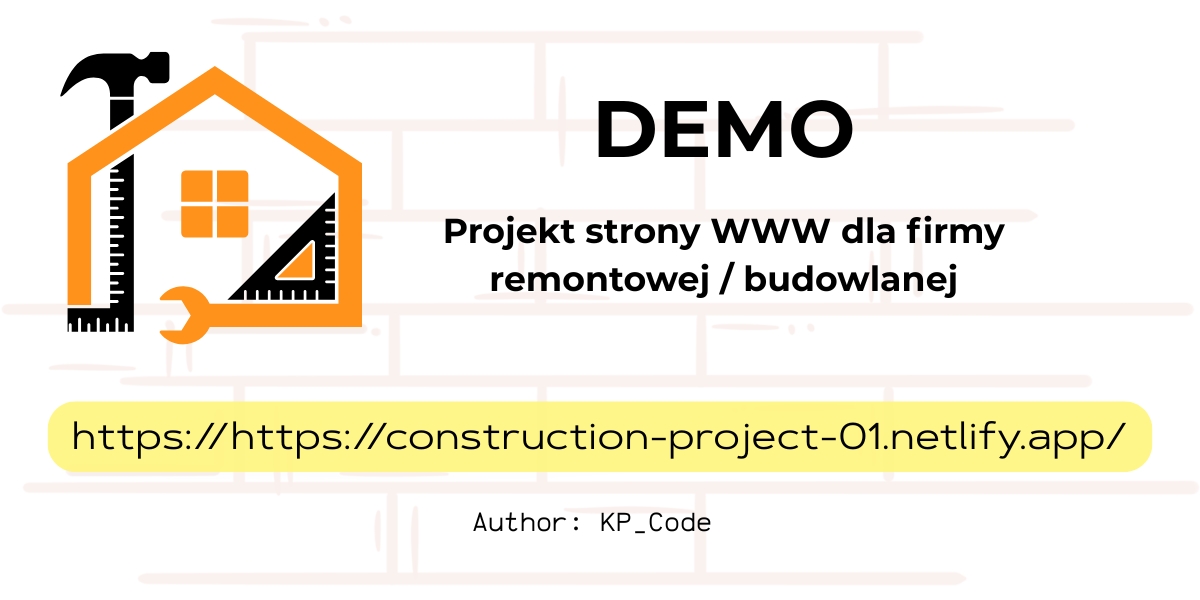 DEMO
Projekt strony WWW dla firmy
remontowej / budowlanej
https://https://construction-project-01.netlify.app/
Author: KP_Code